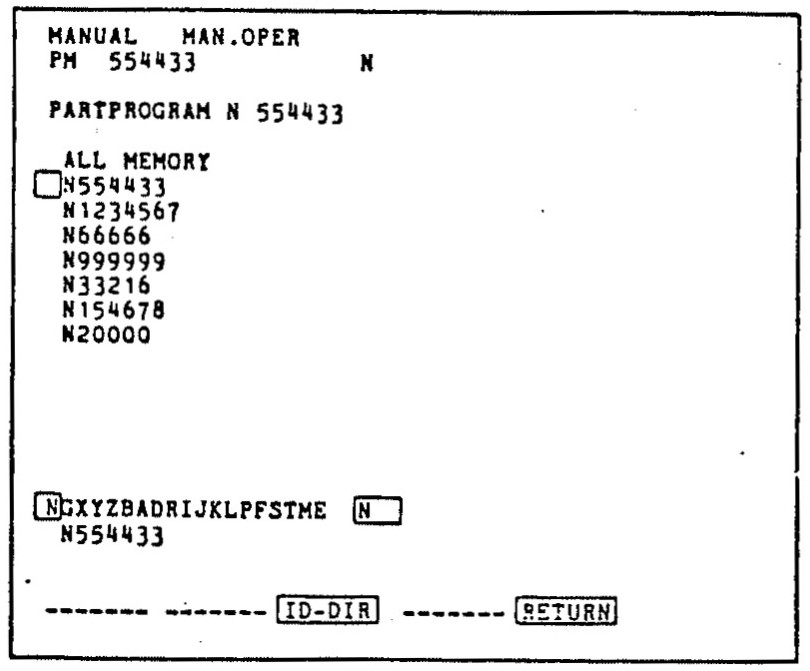 MANUAL MAN.OPER
PM 554433 N
PARTPROGRAM N 554433
ALL MEMORY
N554433
N1234567
N66666
N999999
N33216
N154678
N20000
NGXYZBADRIJKLPFSTME N
N554433
------- ------- ID-DIR ------- RETURN